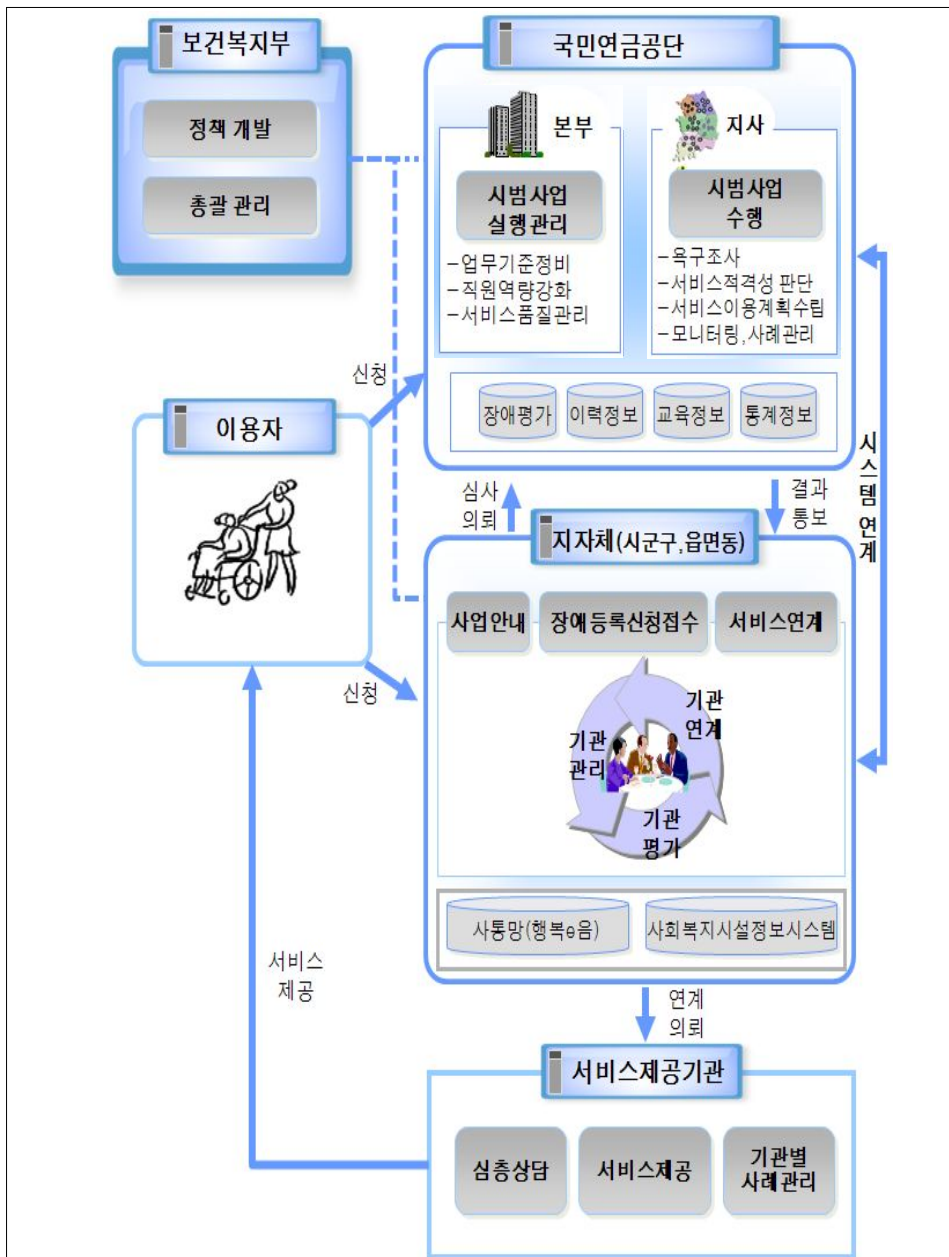 보건복지부
정책 개발
총괄 관리
국민연금공단
본부
시범사업
실행관리
-업무기준정비
-직원역량강화
-서비스품질관리
지사
시범사업
수행
-욕구조사
-서비스적격성 판단
-서비스이용계획수립
-모니터링,사례관리
장애평가
이력정보
교육정보
통계정보
신청
이용자
신청
심사
의뢰
결과
통보
시스템 연계
지자체(시군구,읍면동)
사업안내
장애등록신청접수
서비스연계
기관
연계
기관
관리
기관
평가
사통망(행복e음)
사회복지시설정보시스템
서비스
제공
연계
의뢰
서비스제공기관
심층상담
서비스제공
기관별
사례관리